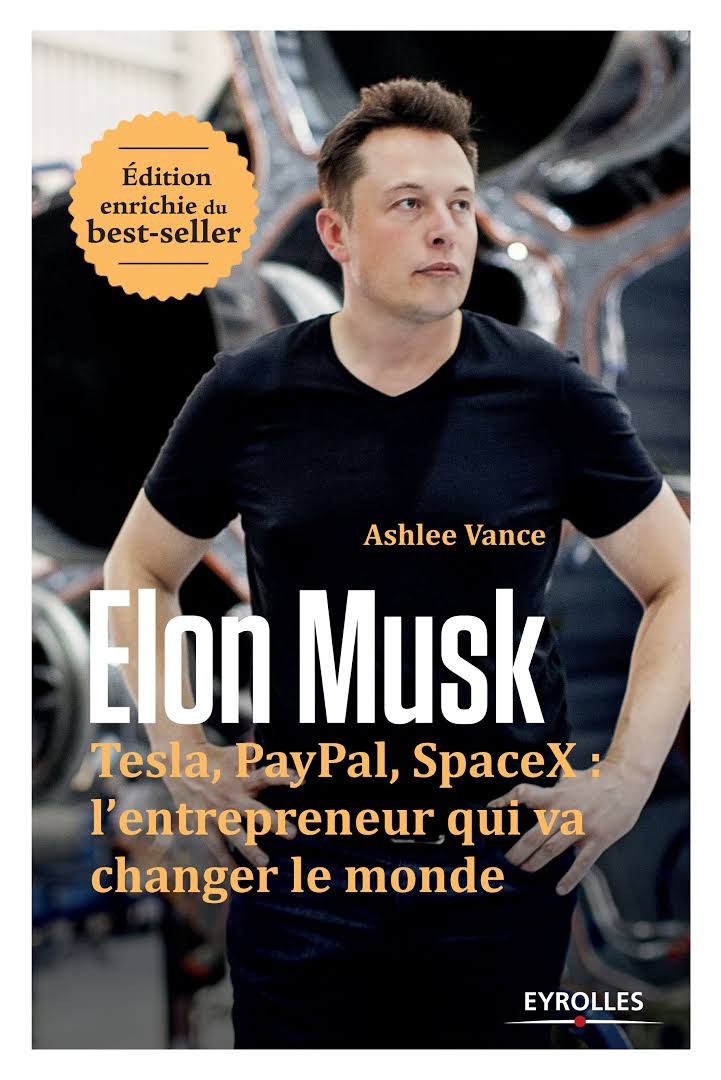 Édition
enrichie du
best-seller
Ashlee Vance
Elon Musk
Tesla, PayPal, SpaceX :
l’entrepreneur qui va
changer le monde
EYROLLES